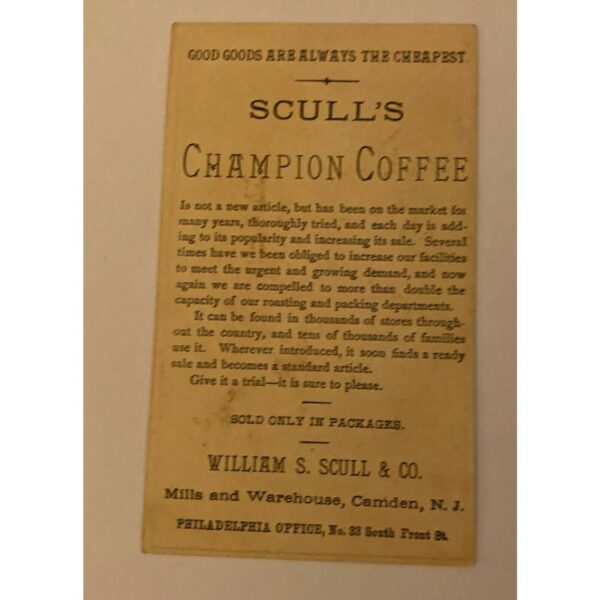 GOOD GOODS ARE ALWAYS THE CHEAPEST.
SCULL'S
CHAMPION COFFEE
Is not a new article, but has been on the market for
many years, thoroughly tried, and each day is add-
ing to its popularity and increasing its sale. Several
times have we been obliged to increase our facilities
to meet the urgent and growing demand, and now
again we are compelled to more than double the
capacity of our roasting and packing departments.
It can be found in thousands of stores through-
out the country, and tens of thousands of families
use it. Wherever introduced, it soon finds a ready
sale and becomes a standard article.
Give it a trial—it is sure to please.
SOLD ONLY IN PACKAGES.
WILLIAM S. SCULL & CO.
Mills and Warehouse, Camden, N. J.
PHILADELPHIA OFFICE, No. 23 South Front St.